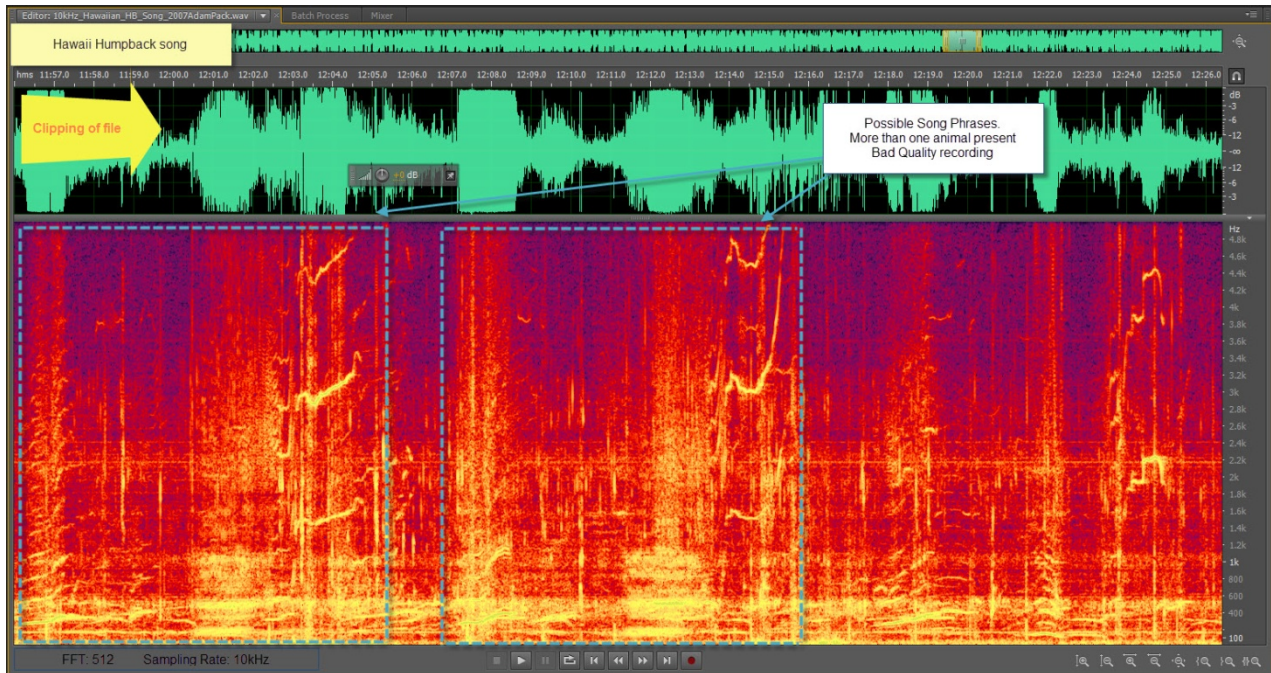 Editor: 10kHz_Hawaiian_HB_Song_2007AdamPack.wav
Batch Process
Mixer
Hawaii Humpback song
hms 11:57.0 11:58.0 11:59.0 12:00.0 12:01.0 12:02.0 12:03.0 12:04.0 12:05.0 12:06.0 12:07.0 12:08.0 12:09.0 12:10.0 12:11.0 12:12.0 12:13.0 12:14.0 12:15.0 12:16.0 12:17.0 12:18.0 12:19.0 12:20.0 12:21.0 12:22.0 12:23.0 12:24.0 12:25.0 12:26.0
Clipping of file
Possible Song Phrases.
More than one animal present
Bad Quality recording
+0 dB
dB
-3
-6
-12
-∞
-12
-6
-3
Hz
4.8k
4.6k
4.4k
4.2k
4k
3.8k
3.6k
3.4k
3.2k
3k
2.8k
2.6k
2.4k
2.2k
2k
1.8k
1.6k
1.4k
1.2k
1k
800
600
400
100
FFT: 512 Sampling Rate: 10kHz